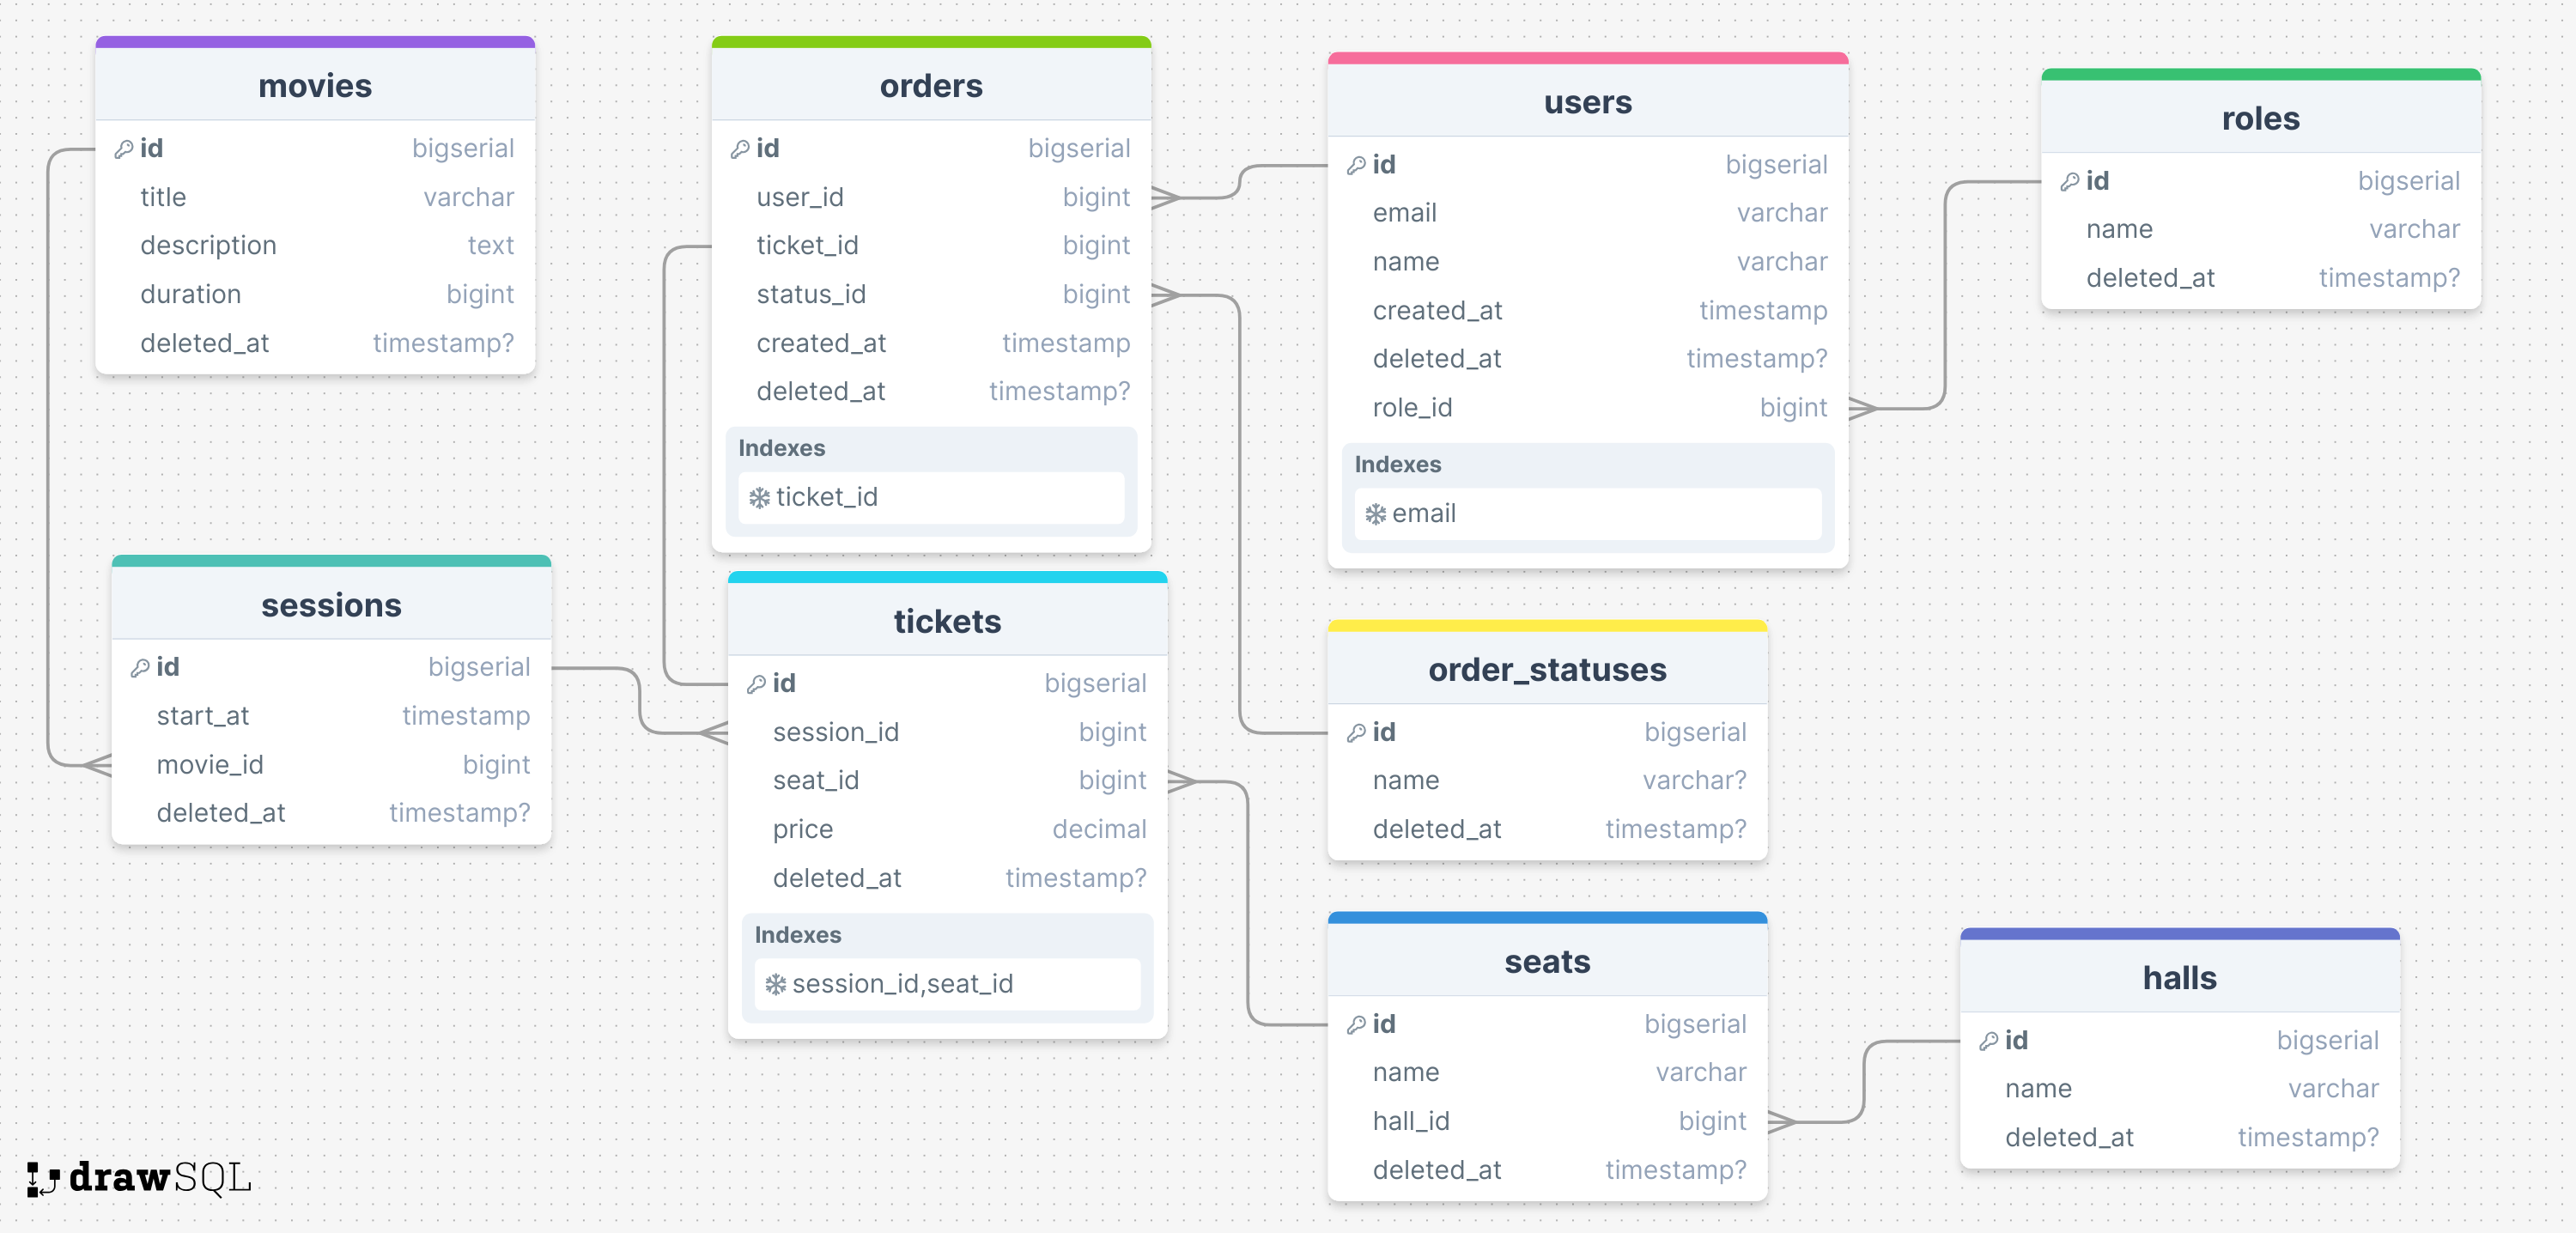 movies
id bigserial
title varchar
description text
duration bigint
deleted_at timestamp?
orders
id bigserial
user_id bigint
ticket_id bigint
status_id bigint
created_at timestamp
deleted_at timestamp?
Indexes
ticket_id
users
id bigserial
email varchar
name varchar
created_at timestamp
deleted_at timestamp?
role_id bigint
Indexes
email
roles
id bigserial
name varchar
deleted_at timestamp?
sessions
id bigserial
start_at timestamp
movie_id bigint
deleted_at timestamp?
tickets
id bigserial
session_id bigint
seat_id bigint
price decimal
deleted_at timestamp?
Indexes
session_id,seat_id
order_statuses
id bigserial
name varchar?
deleted_at timestamp?
seats
id bigserial
name varchar
hall_id bigint
deleted_at timestamp?
halls
id bigserial
name varchar
deleted_at timestamp?
drawSQL